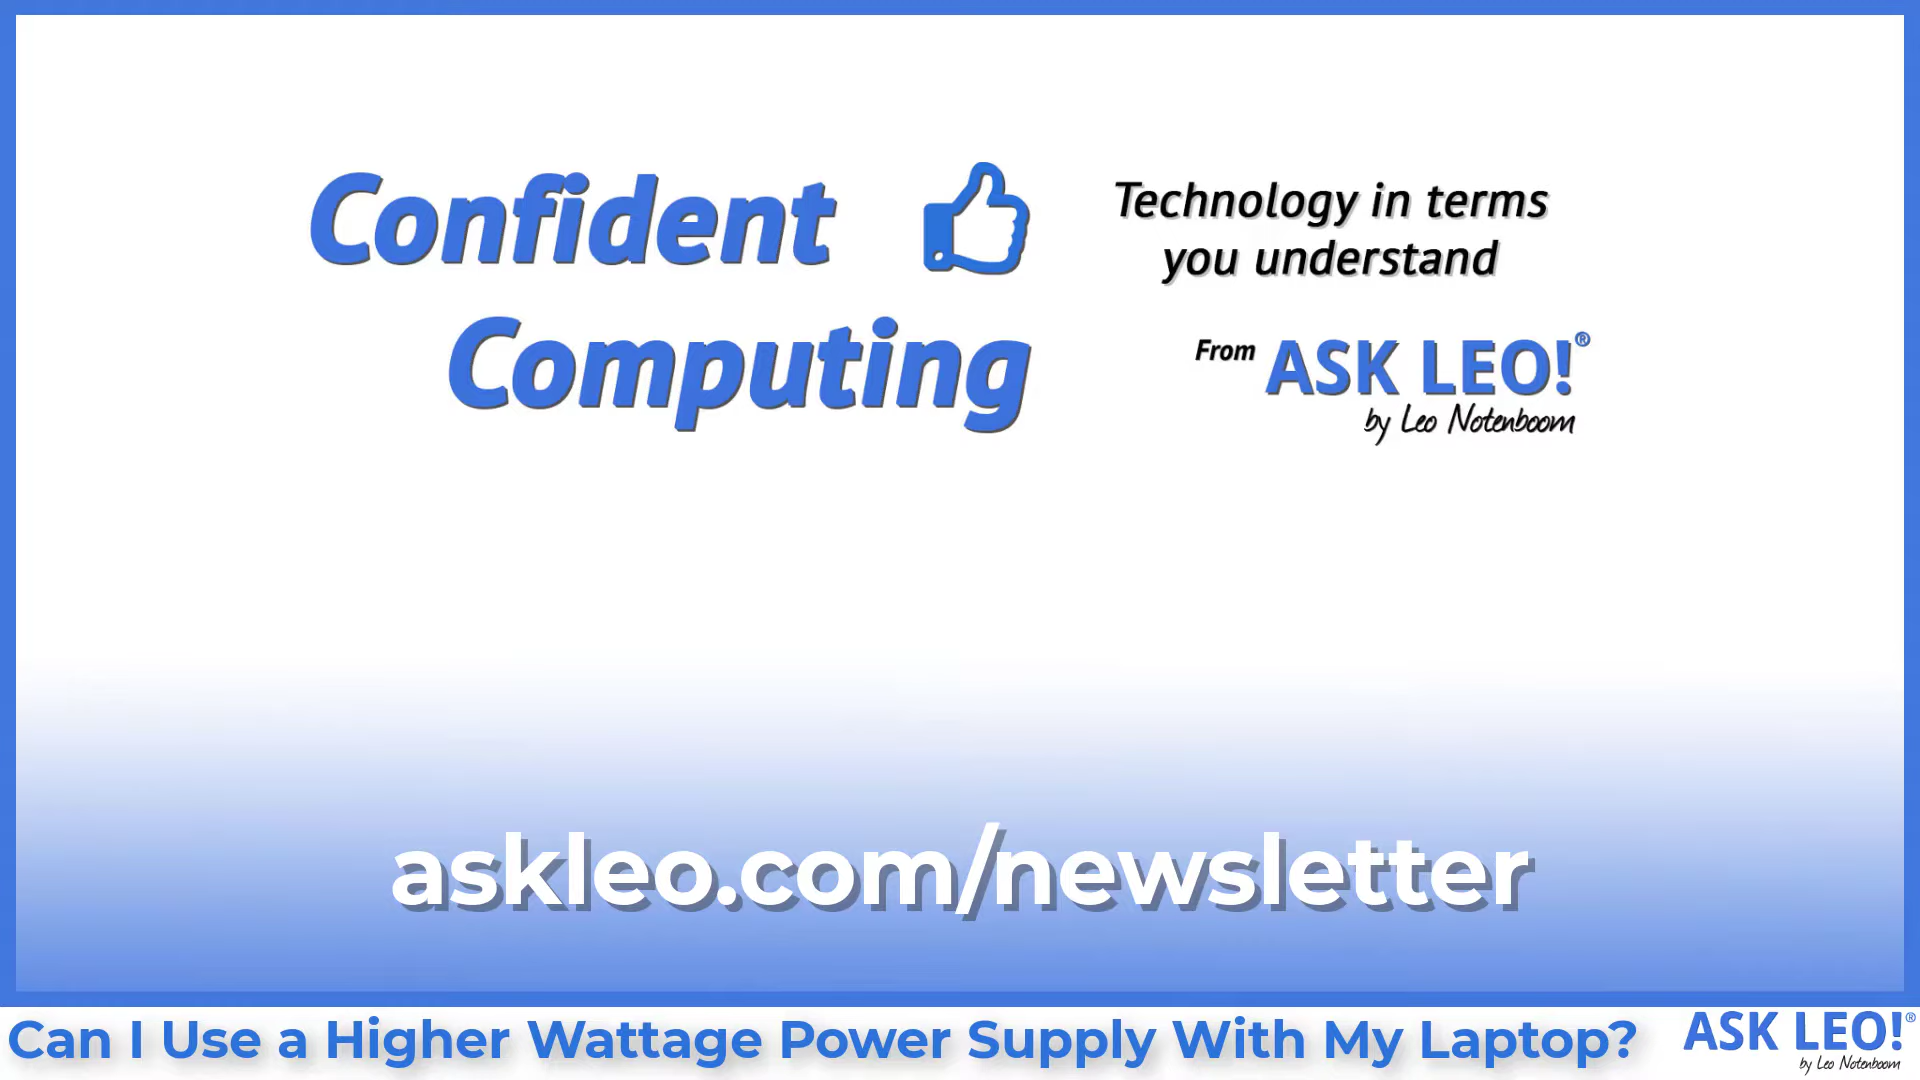 Confident
Computing
Technology in terms
you understand
From ASK LEO!®
by Leo Notenboom
askleo.com/newsletter
Can I Use a Higher Wattage Power Supply With My Laptop?
ASK LEO!®
by Leo Notenboom